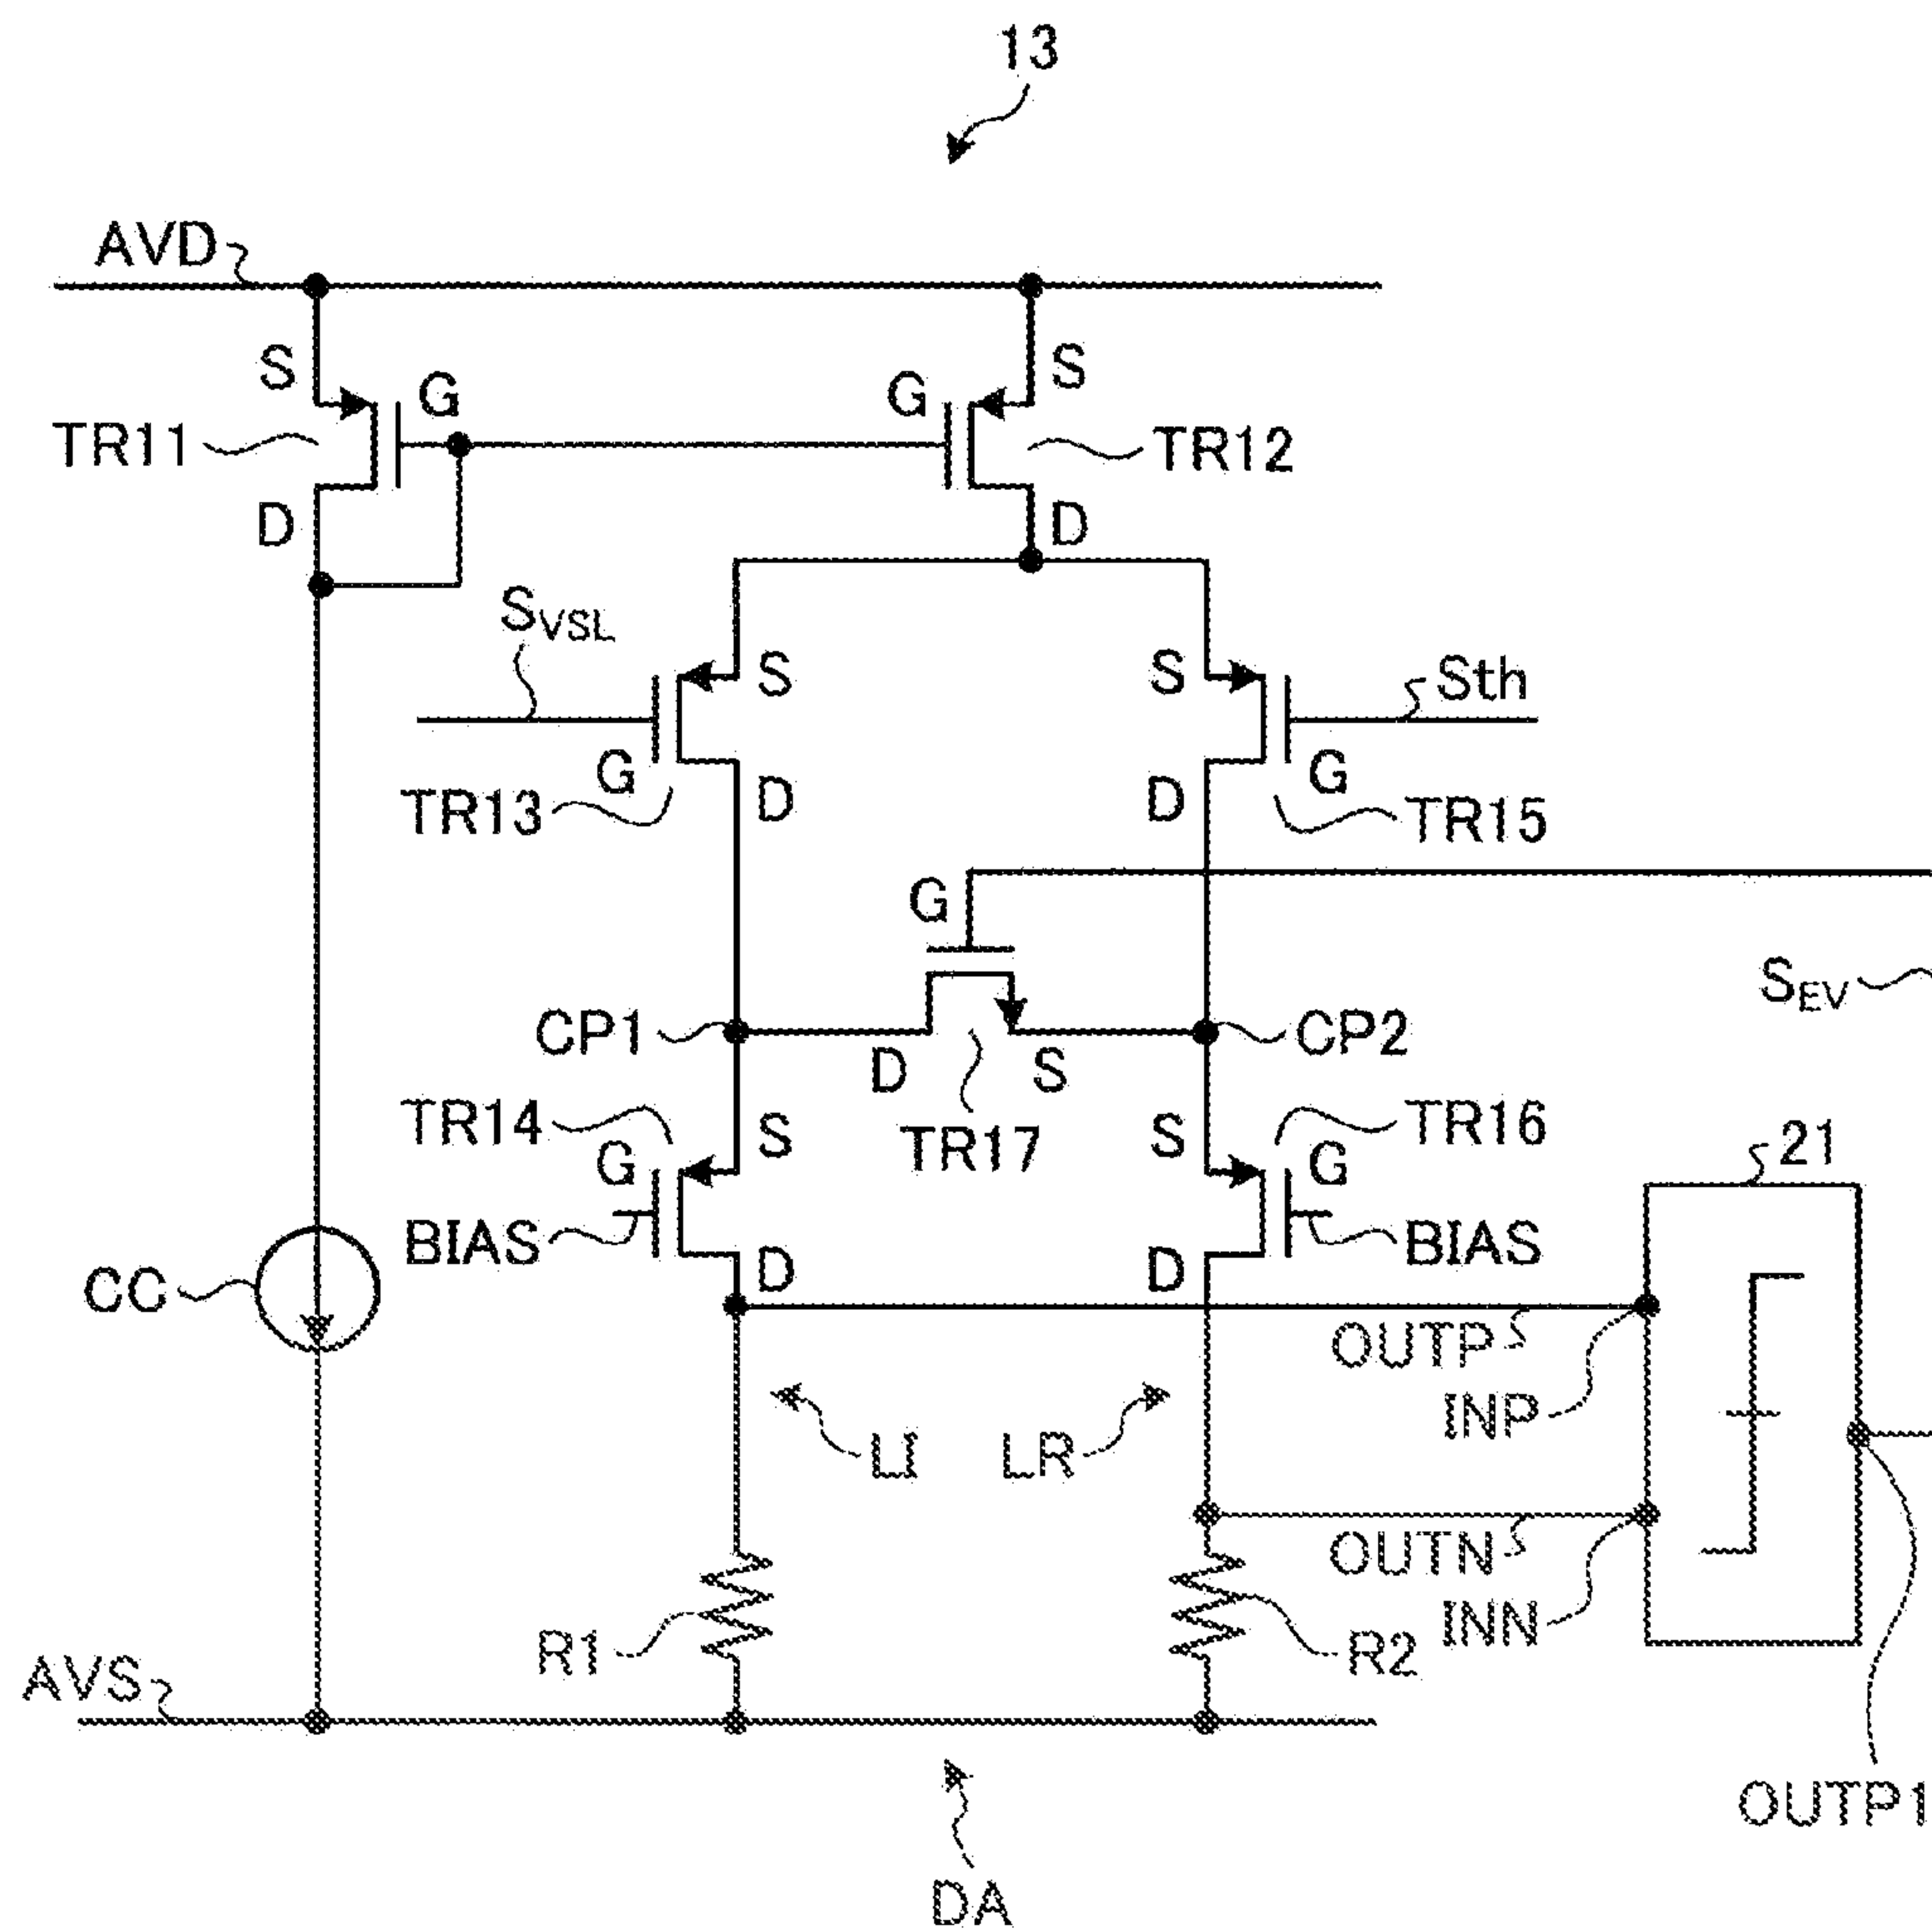 13
AVD
S
S
G
G
TR11
TR12
D
D
SVSL
S
S
Sth
G
G
TR13
D
D
TR15
G
SEV
CP1
CP2
D
S
TR14
S
TR17
S
TR16
21
G
G
BIAS
D
D
BIAS
CC
OUTP
INP
LI
LR
OUTN
INN
R1
R2
AVS
OUTP1
DA